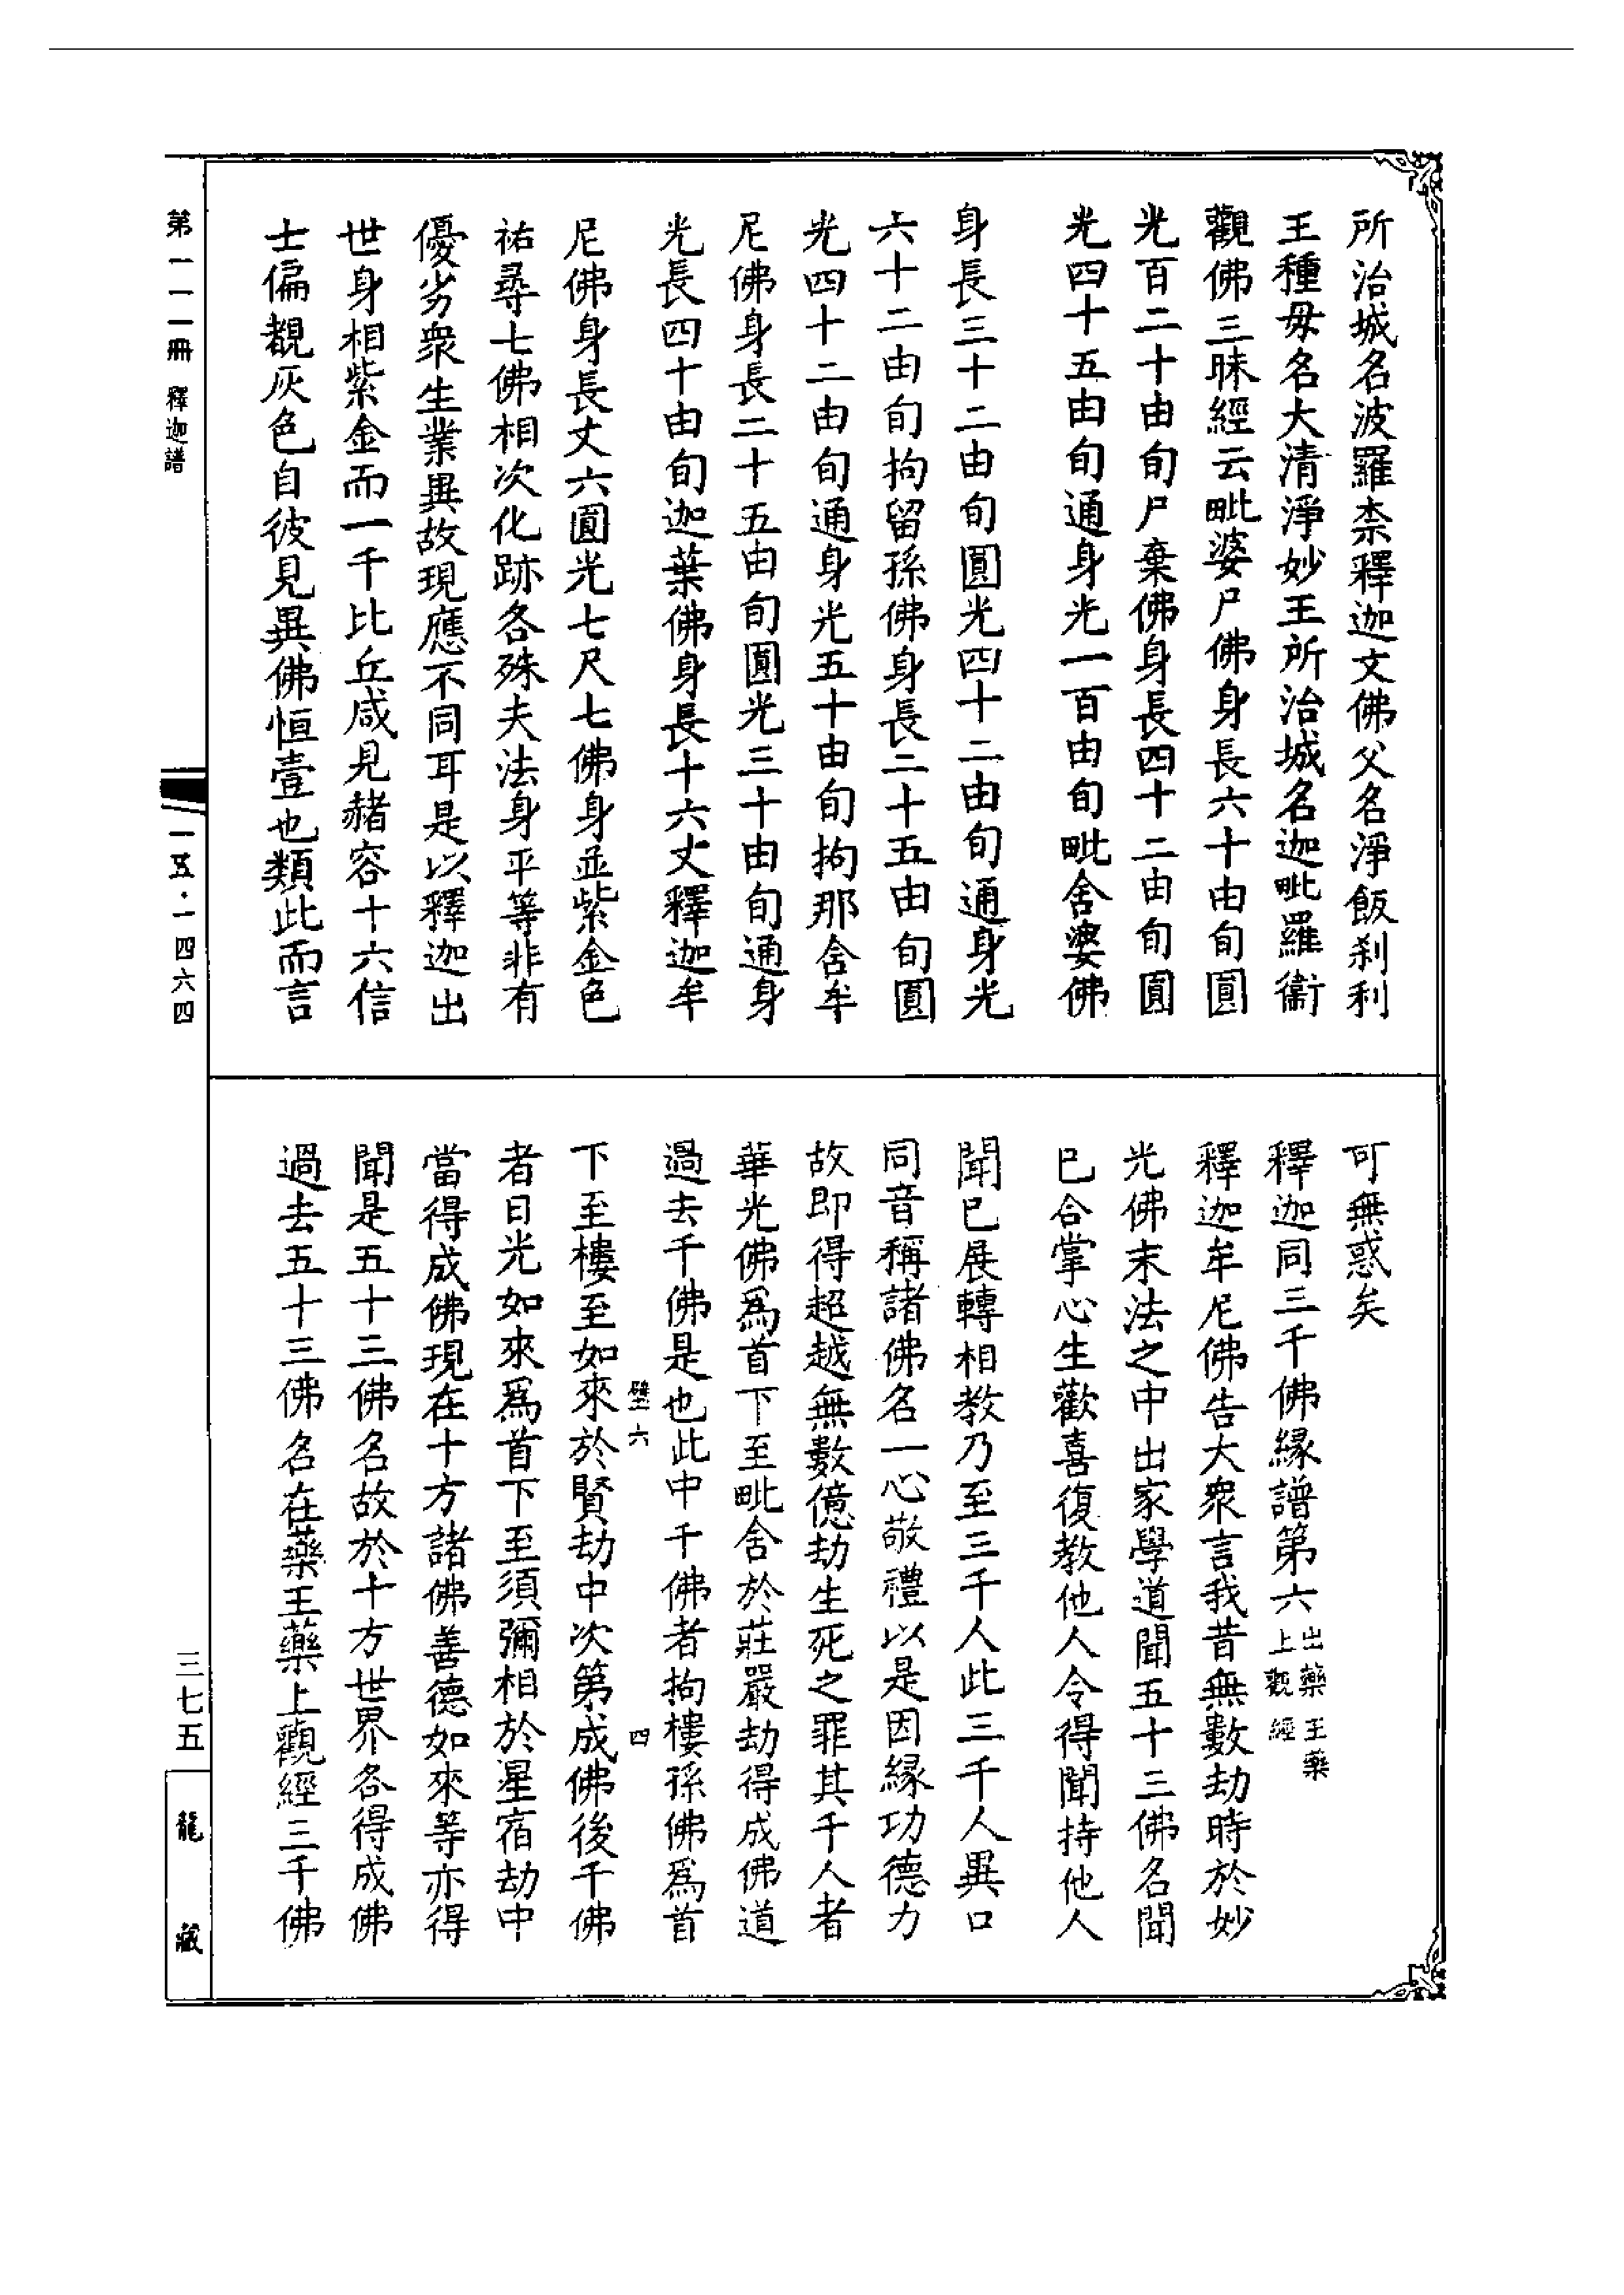 所治城名波羅柰釋迦文佛父名淨飯刹利
王種母名大清淨妙王所治城名迦毗羅衞
觀佛三昧經云毗婆尸佛身長六十由旬圓
光百二十由旬尸棄佛身長四十二由旬圓
光四十五由旬通身光一百由旬毗舍婆佛
身長三十二由旬圓光四十二由旬通身光
六十二由旬拘留孫佛身長二十五由旬圓
光四十二由旬通身光五十由旬拘那舍牟
尼佛身長二十五由旬圓光三十由旬通身
光長四十由旬迦葉佛身長十六丈釋迦牟
尼佛身長丈六圓光七尺七佛身並紫金色
祐尋七佛相次化跡各殊夫法身平等非有
優劣衆生業異故現應不同耳是以釋迦出
世身相紫金而一千比丘咸見赭容十六信
士偏覩灰色自彼見異佛恒壹也類此而言
可無惑矣
釋迦同三千佛緣譜第六出藥王藥上觀經
釋迦牟尼佛告大衆言我昔無數劫時於妙
光佛末法之中出家學道聞五十三佛名聞
已合掌心生歡喜復教他人令得聞持他人
聞已展轉相教乃至三千人此三千人異口
同音稱諸佛名一心敬禮以是因緣功德力
故即得超越無數億劫生死之罪其千人者
華光佛爲首下至毗舍於莊嚴劫得成佛道
過去千佛是也此中千佛者拘樓孫佛爲首
璧六 四
下至樓至如來於賢劫中次第成佛後千佛
者日光如來爲首下至須彌相於星宿劫中
當得成佛現在十方諸佛善德如來等亦得
聞是五十三佛名故於十方世界各得成佛
過去五十三佛名在藥王藥上觀經三千佛
第一一一冊 釋迦譜
一五·一四六四
三七五
龍藏